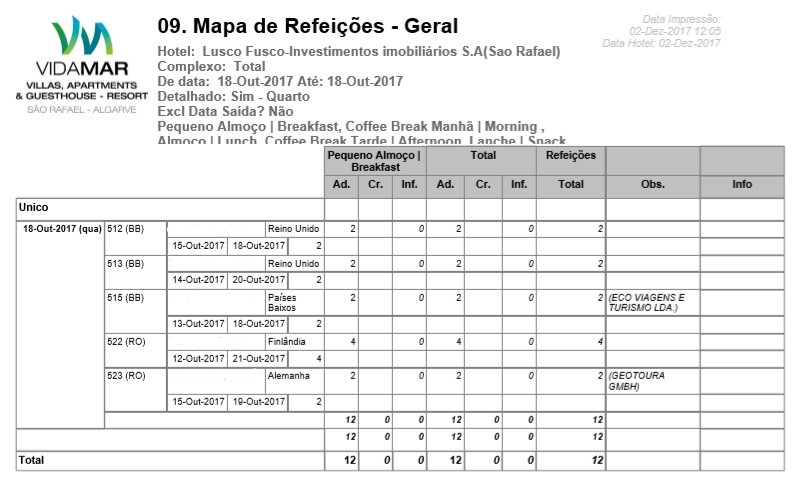 VIDAMAR
VILLAS, APARTMENTS
& GUESTHOUSE - RESORT
SÃO RAFAEL - ALGARVE
09. Mapa de Refeições - Geral
Data Impressão:
02-Dez-2017 12:05
Data Hotel: 02-Dez-2017
Hotel: Lusco Fusco-Investimentos imobiliários S.A(Sao Rafael)
Complexo: Total
De data: 18-Out-2017 Até: 18-Out-2017
Detalhado: Sim - Quarto
Excl Data Saída? Não
Pequeno Almoço | Breakfast, Coffee Break Manhã | Morning ,
Almoço | Lunch, Coffee Break Tarde | Afternoon, Lanche | Snack
Pequeno Almoço | Total Refeições
Breakfast
Ad. Cr. Inf. Ad. Cr. Inf. Total Obs. Info
Unico
18-Out-2017 (qua) 512 (BB) Reino Unido 2 0 2 0 2
15-Out-2017 18-Out-2017 2
513 (BB) Reino Unido 2 0 2 0 2
14-Out-2017 20-Out-2017 2
515 (BB) Países 2 0 2 0 2 (ECO VIAGENS E
Baixos TURISMO LDA.)
13-Out-2017 18-Out-2017 2
522 (RO) Finlândia 4 0 4 0 4
12-Out-2017 21-Out-2017 4
523 (RO) Alemanha 2 0 2 0 2 (GEOTOURA
GMBH)
15-Out-2017 19-Out-2017 2
12 0 0 12 0 0 12
12 0 0 12 0 0 12
Total 12 0 0 12 0 0 12